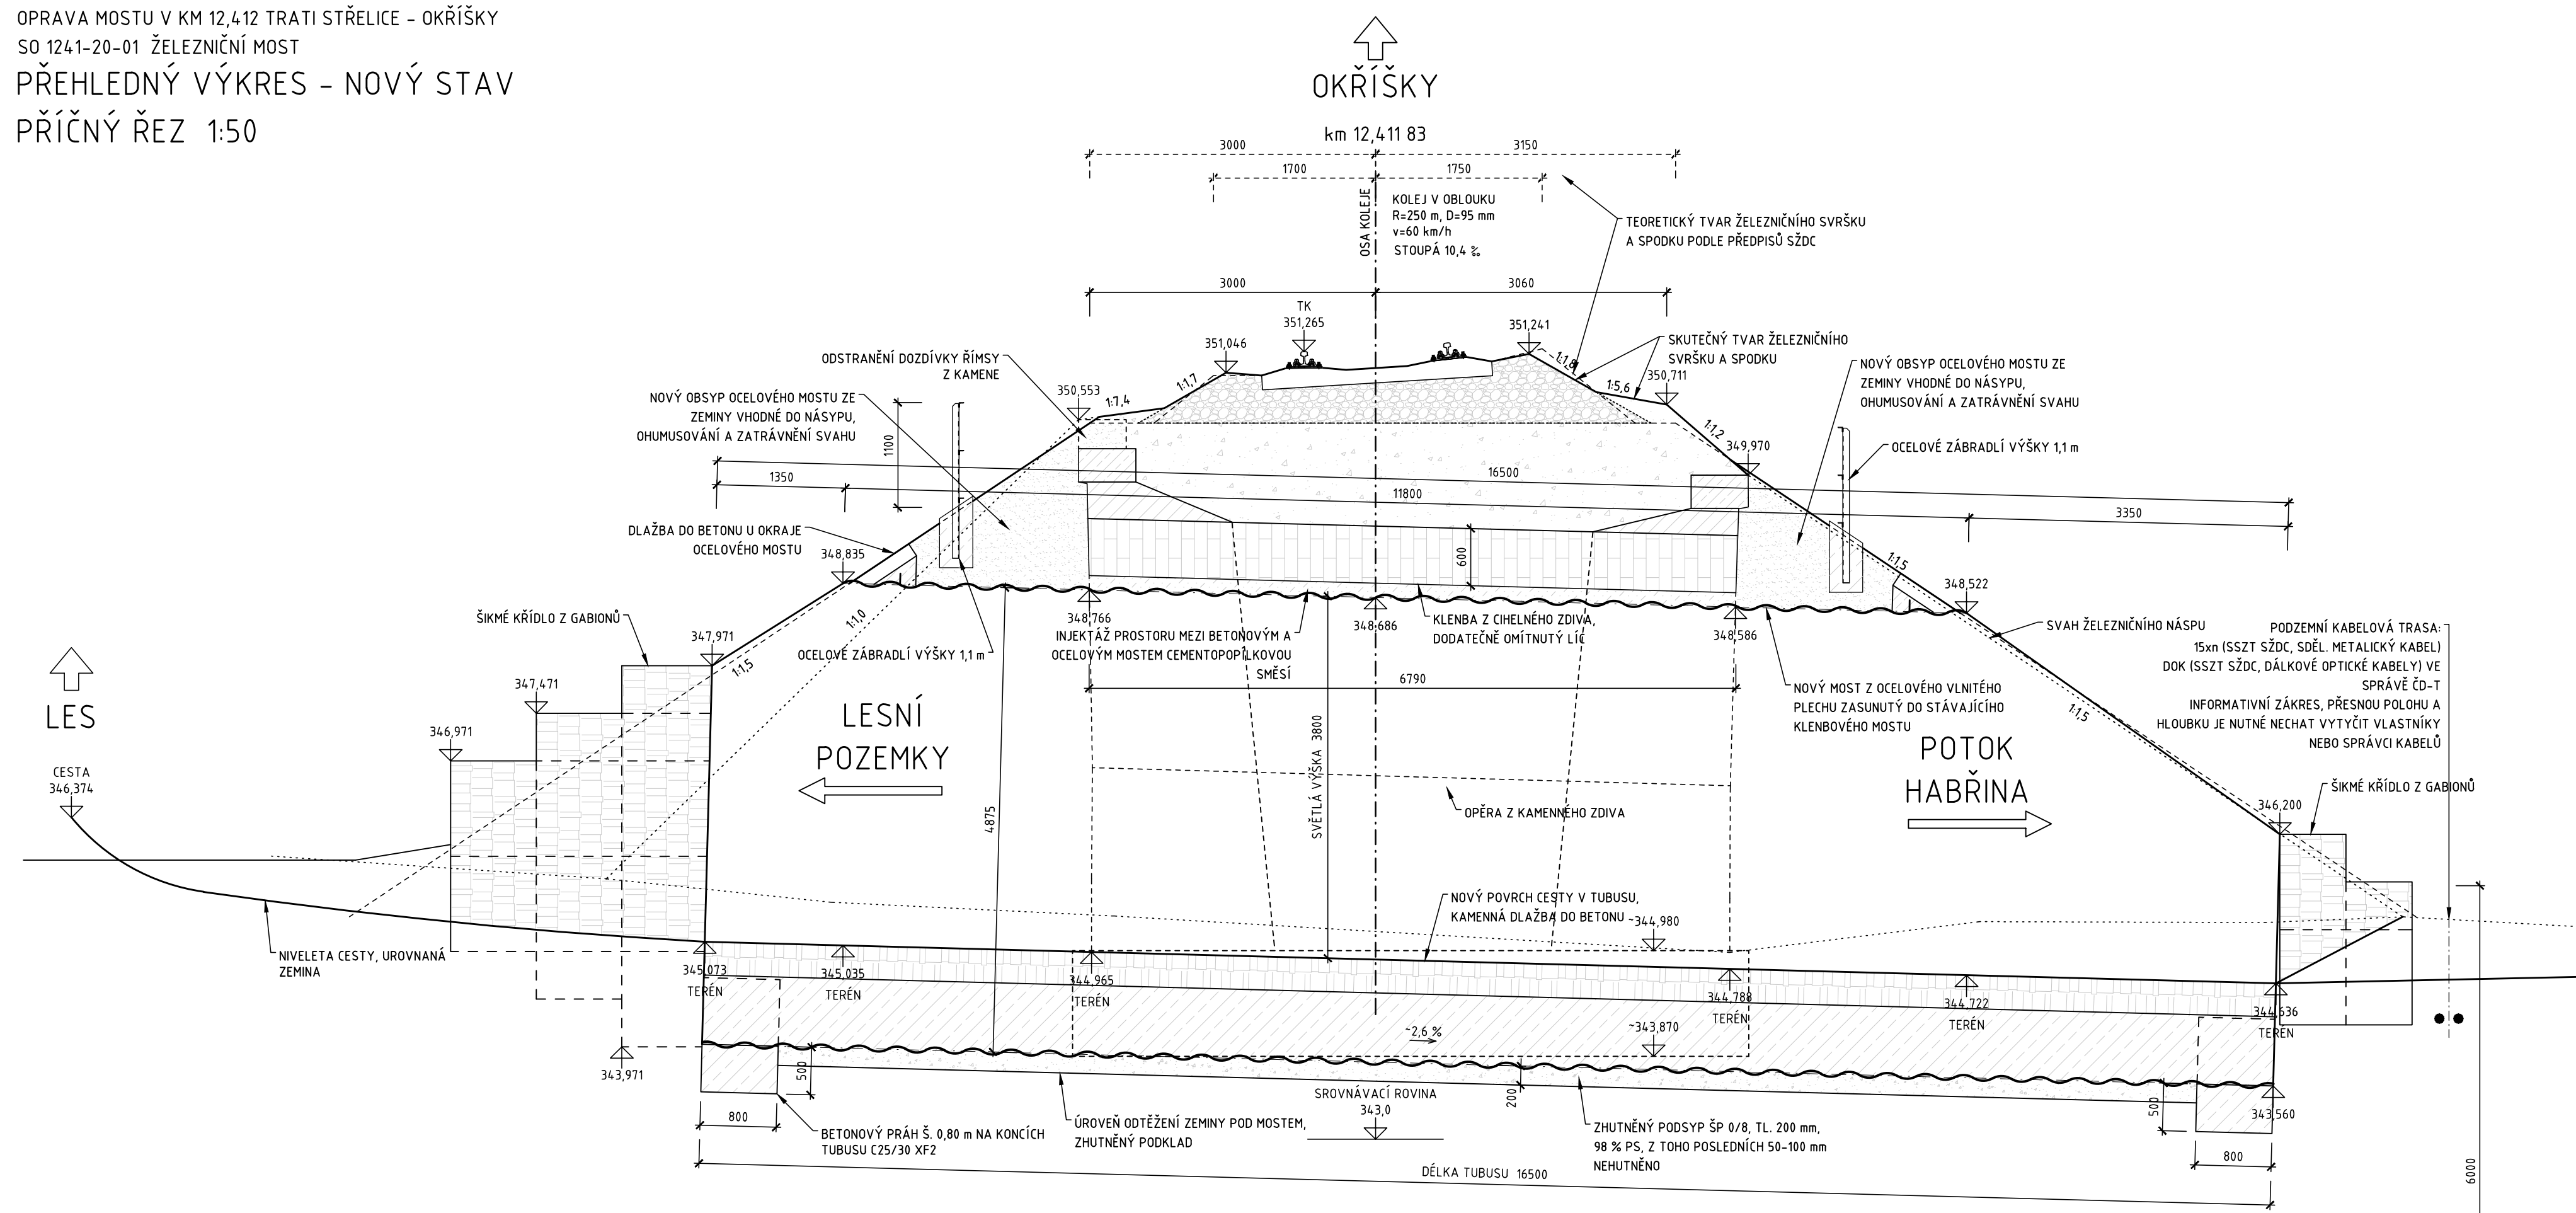 OPRAVA MOSTU V KM 12,412 TRATI STŘELICE - OKŘÍŠKY
SO 1241-20-01 ŽELEZNIČNÍ MOST
PŘEHLEDNÝ VÝKRES - NOVÝ STAV
PŘÍČNÝ ŘEZ 1:50
OKŘÍŠKY
km 12,411 83
3000
3150
1700
1750
OSA KOLEJE
KOLEJ V OBLOUKU
R=250 m, D=95 mm
v=60 km/h
STOUPÁ 10,4 ‰
TEORETICKÝ TVAR ŽELEZNIČNÍHO SVRŠKU
A SPODKU PODLE PŘEDPISŮ SŽDC
3000
3060
TK
351,265
351,241
351,046
SKUTEČNÝ TVAR ŽELEZNIČNÍHO
SVRŠKU A SPODKU
ODSTRANĚNÍ DOZDÍVKY ŘÍMSY
Z KAMENE
1:1,7
1:1,8
1:5,6
350,711
350,553
1:7,4
NOVÝ OBSYP OCELOVÉHO MOSTU ZE
ZEMINY VHODNÉ DO NÁSYPU,
OHUMUSOVÁNÍ A ZATRÁVNĚNÍ SVAHU
NOVÝ OBSYP OCELOVÉHO MOSTU ZE
ZEMINY VHODNÉ DO NÁSYPU,
OHUMUSOVÁNÍ A ZATRÁVNĚNÍ SVAHU
1100
1:1,2
349,970
OCELOVÉ ZÁBRADLÍ VÝŠKY 1,1 m
16500
1350
11800
3350
DLAŽBA DO BETONU U OKRAJE
OCELOVÉHO MOSTU
348,835
600
1:1,5
348,522
ŠIKMÉ KŘÍDLO Z GABIONŮ
1:1,0
348,766
348,686
348,586
KLENBA Z CIHELNÉHO ZDIVA,
DODATEČNĚ OMÍTNUTÝ LÍC
INJEKTÁŽ PROSTORU MEZI BETONOVÝM A
OCELOVÝM MOSTEM CEMENTOPOPÍLKOVOU
SMĚSÍ
OCELOVÉ ZÁBRADLÍ VÝŠKY 1,1 m
347,971
1:1,5
SVAH ŽELEZNIČNÍHO NÁSPU
PODZEMNÍ KABELOVÁ TRASA:
15xn (SSZT SŽDC, SDĚL. METALICKÝ KABEL)
DOK (SSZT SŽDC, DÁLKOVÉ OPTICKÉ KABELY) VE
SPRÁVĚ ČD-T
INFORMATIVNÍ ZÁKRES, PŘESNOU POLOHU A
HLOUBKU JE NUTNÉ NECHAT VYTYČIT VLASTNÍKY
NEBO SPRÁVCI KABELŮ
6790
347,471
LES
346,971
LESNÍ
POZEMKY
NOVÝ MOST Z OCELOVÉHO VLNITÉHO
PLECHU ZASUNUTÝ DO STÁVAJÍCÍHO
KLENBOVÉHO MOSTU
1:1,5
SVĚTLÁ VÝŠKA 3800
POTOK
HABŘINA
CESTA
346,374
ŠIKMÉ KŘÍDLO Z GABIONŮ
346,200
4875
OPĚRA Z KAMENNÉHO ZDIVA
NOVÝ POVRCH CESTY V TUBUSU,
KAMENNÁ DLAŽBA DO BETONU
~344,980
NIVELETA CESTY, UROVNANÁ
ZEMINA
345,073
TERÉN
345,035
TERÉN
344,965
TERÉN
344,788
TERÉN
344,722
TERÉN
344,636
TERÉN
~2,6 %
~343,870
343,971
500
200
500
343,560
800
800
SROVNÁVACÍ ROVINA
343,0
BETONOVÝ PRÁH Š. 0,80 m NA KONCÍCH
TUBUSU C25/30 XF2
ÚROVEŇ ODTĚŽENÍ ZEMINY POD MOSTEM,
ZHUTNĚNÝ PODKLAD
ZHUTNĚNÝ PODSYP ŠP 0/8, TL. 200 mm,
98 % PS, Z TOHO POSLEDNÍCH 50-100 mm
NEHUTNĚNO
DÉLKA TUBUSU 16500
6000